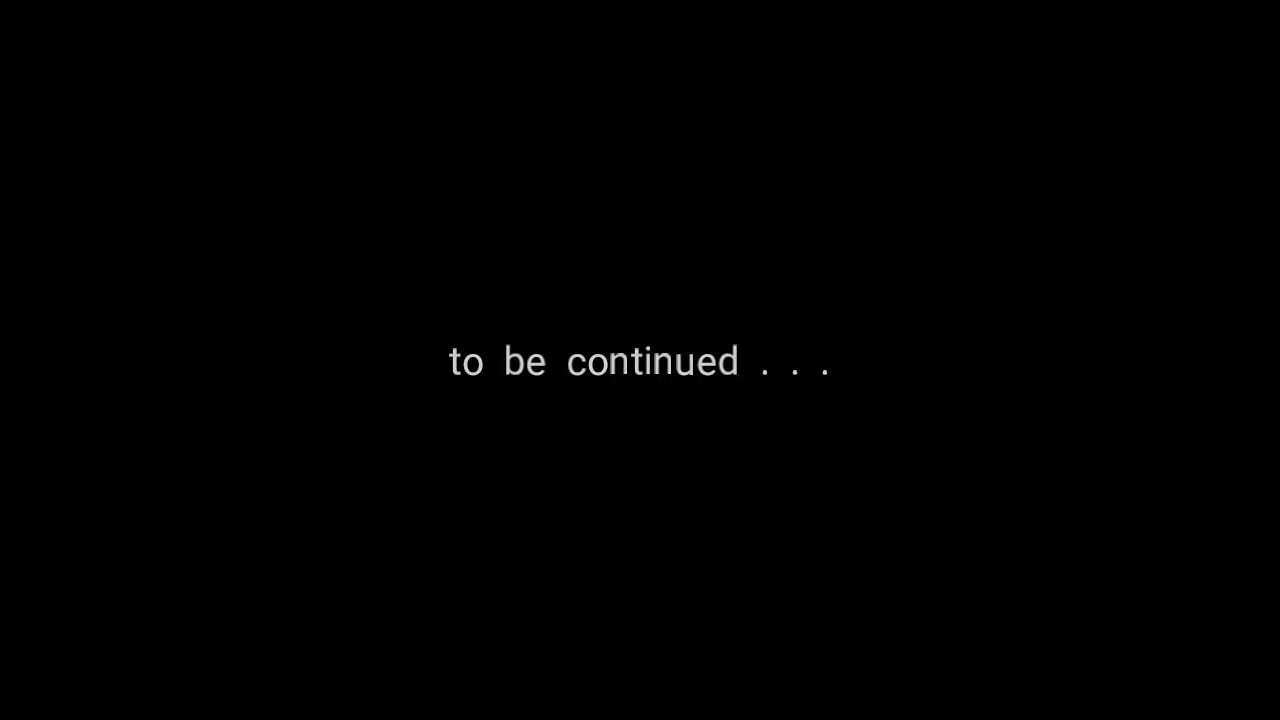 to be continued . . .